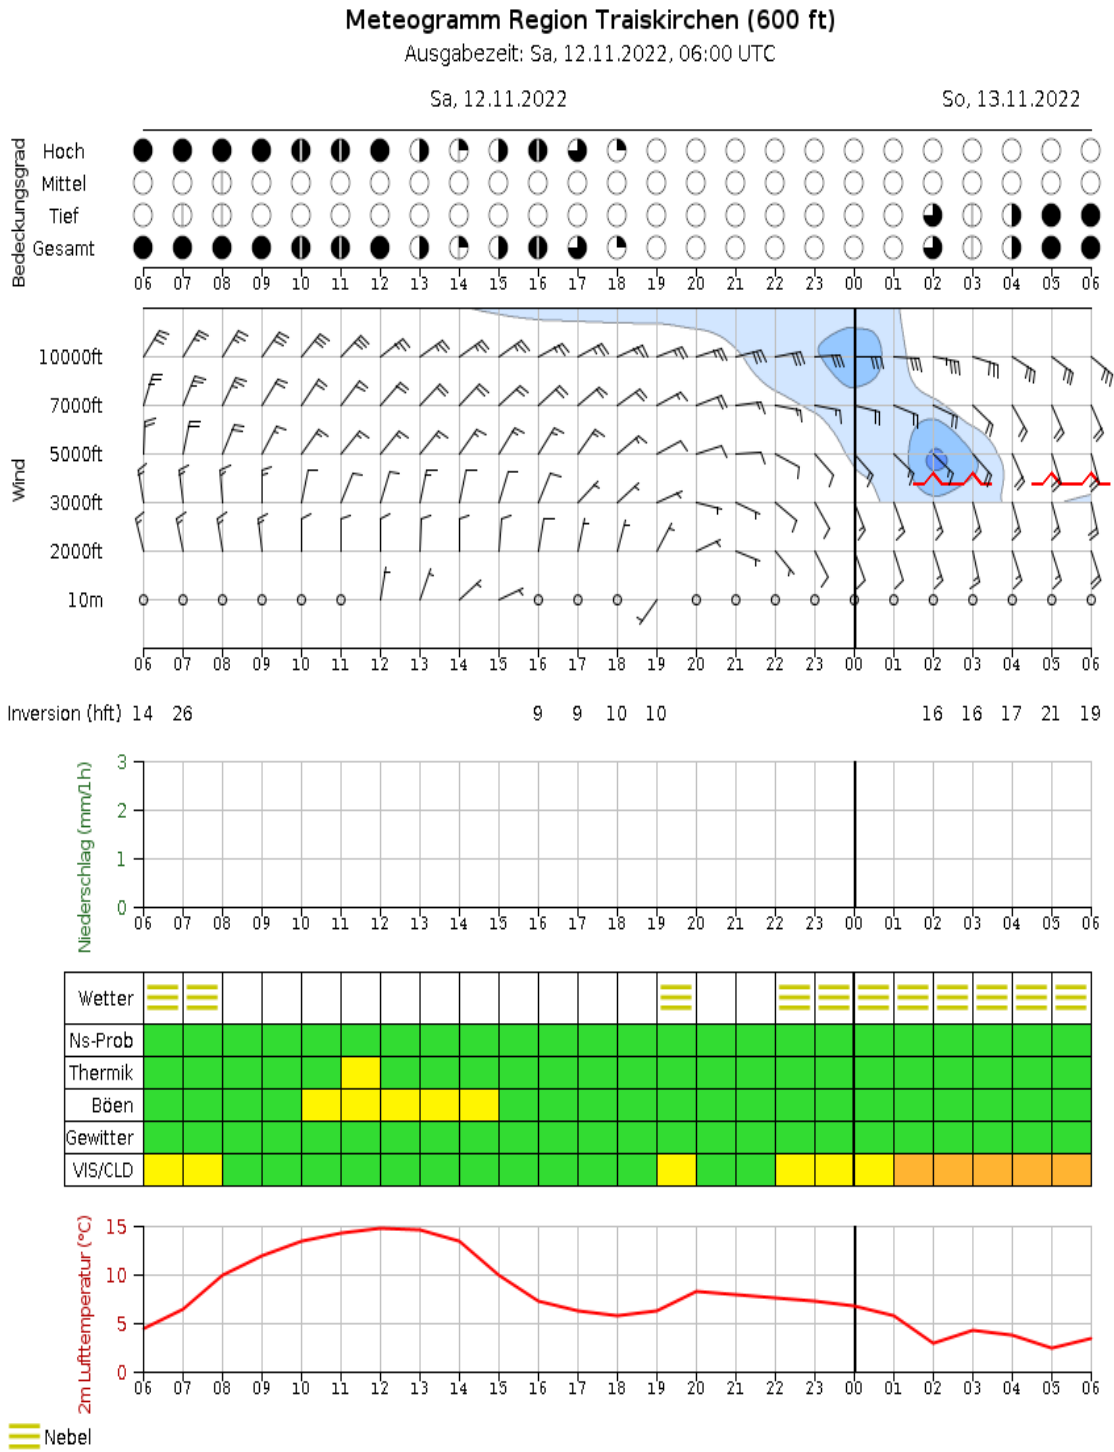 Meteogramm Region Traiskirchen (600 ft)
Ausgabezeit: Sa, 12.11.2022, 06:00 UTC
Sa, 12.11.2022 So, 13.11.2022
Bedeckungsgrad
Hoch
Mittel
Tief
Gesamt
06 07 08 09 10 11 12 13 14 15 16 17 18 19 20 21 22 23 00 01 02 03 04 05 06
Wind
10000ft
7000ft
5000ft
3000ft
2000ft
10m
06 07 08 09 10 11 12 13 14 15 16 17 18 19 20 21 22 23 00 01 02 03 04 05 06
Inversion (hft) 14 26 9 9 10 10 16 16 17 21 19
Niederschlag (mm/1h)
3
2
1
0
06 07 08 09 10 11 12 13 14 15 16 17 18 19 20 21 22 23 00 01 02 03 04 05 06
Wetter
Ns-Prob
Thermik
Böen
Gewitter
VIS/CLD
2m Lufttemperatur (°C)
15
10
5
0
06 07 08 09 10 11 12 13 14 15 16 17 18 19 20 21 22 23 00 01 02 03 04 05 06
Nebel